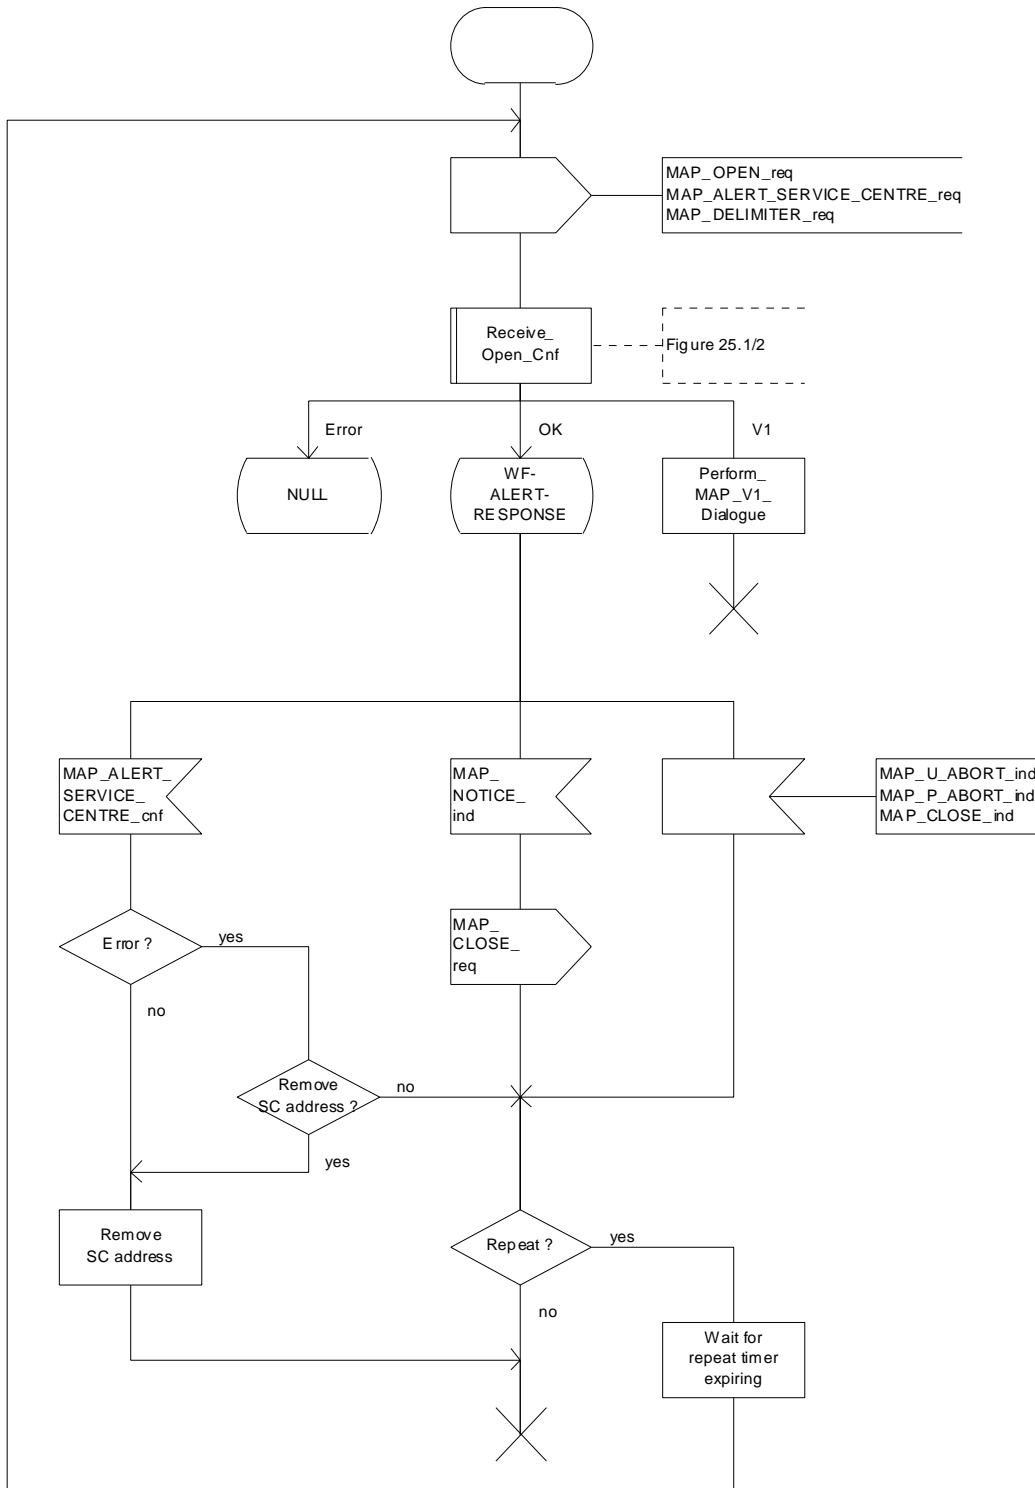 MAP_OPEN_req
MAP_ALERT_SERVICE_CENTRE_req
MAP_DELIMITER_req
Receive_
Open_Cnf
Figure 25.1/2
Error
OK
V1
NULL
WF-
ALERT-
RESPONSE
Perform_
MAP_V1_
Dialogue
MAP_ALERT_
SERVICE_
CENTRE_cnf
MAP_
NOTICE_
ind
MAP_U_ABORT_ind
MAP_P_ABORT_ind
MAP_CLOSE_ind
Error ?
yes
no
MAP_
CLOSE_
req
Remove
SC address ?
no
yes
Remove
SC address
Repeat ?
yes
no
Wait for
repeat timer
expiring